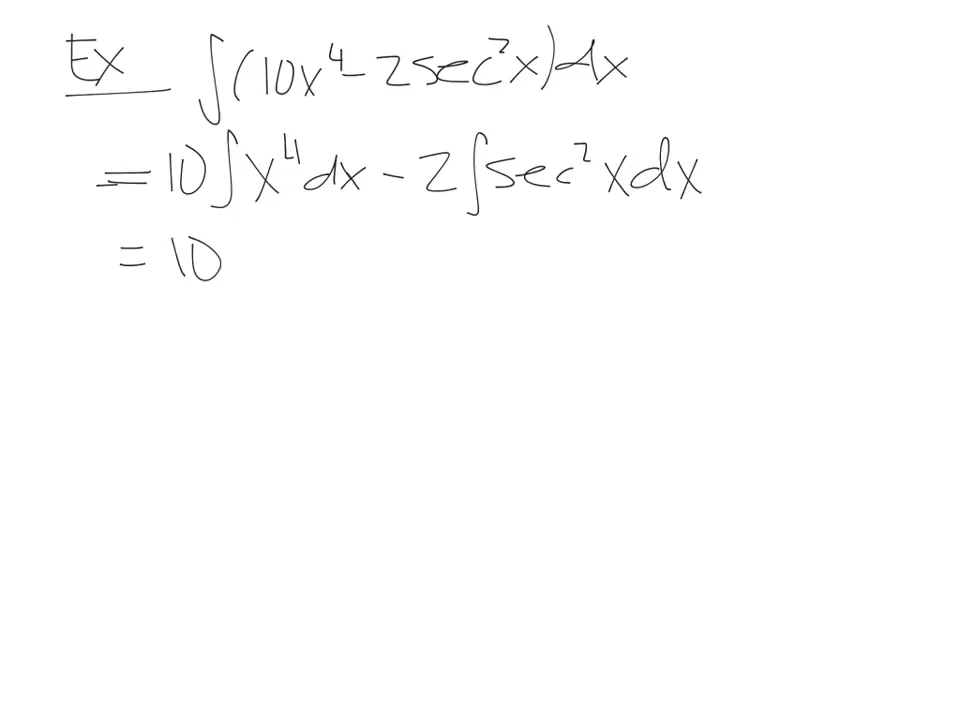 Ex ∫(10x⁴ - 2sec²x)dx
= 10∫x⁴dx - 2∫sec²xdx
= 10